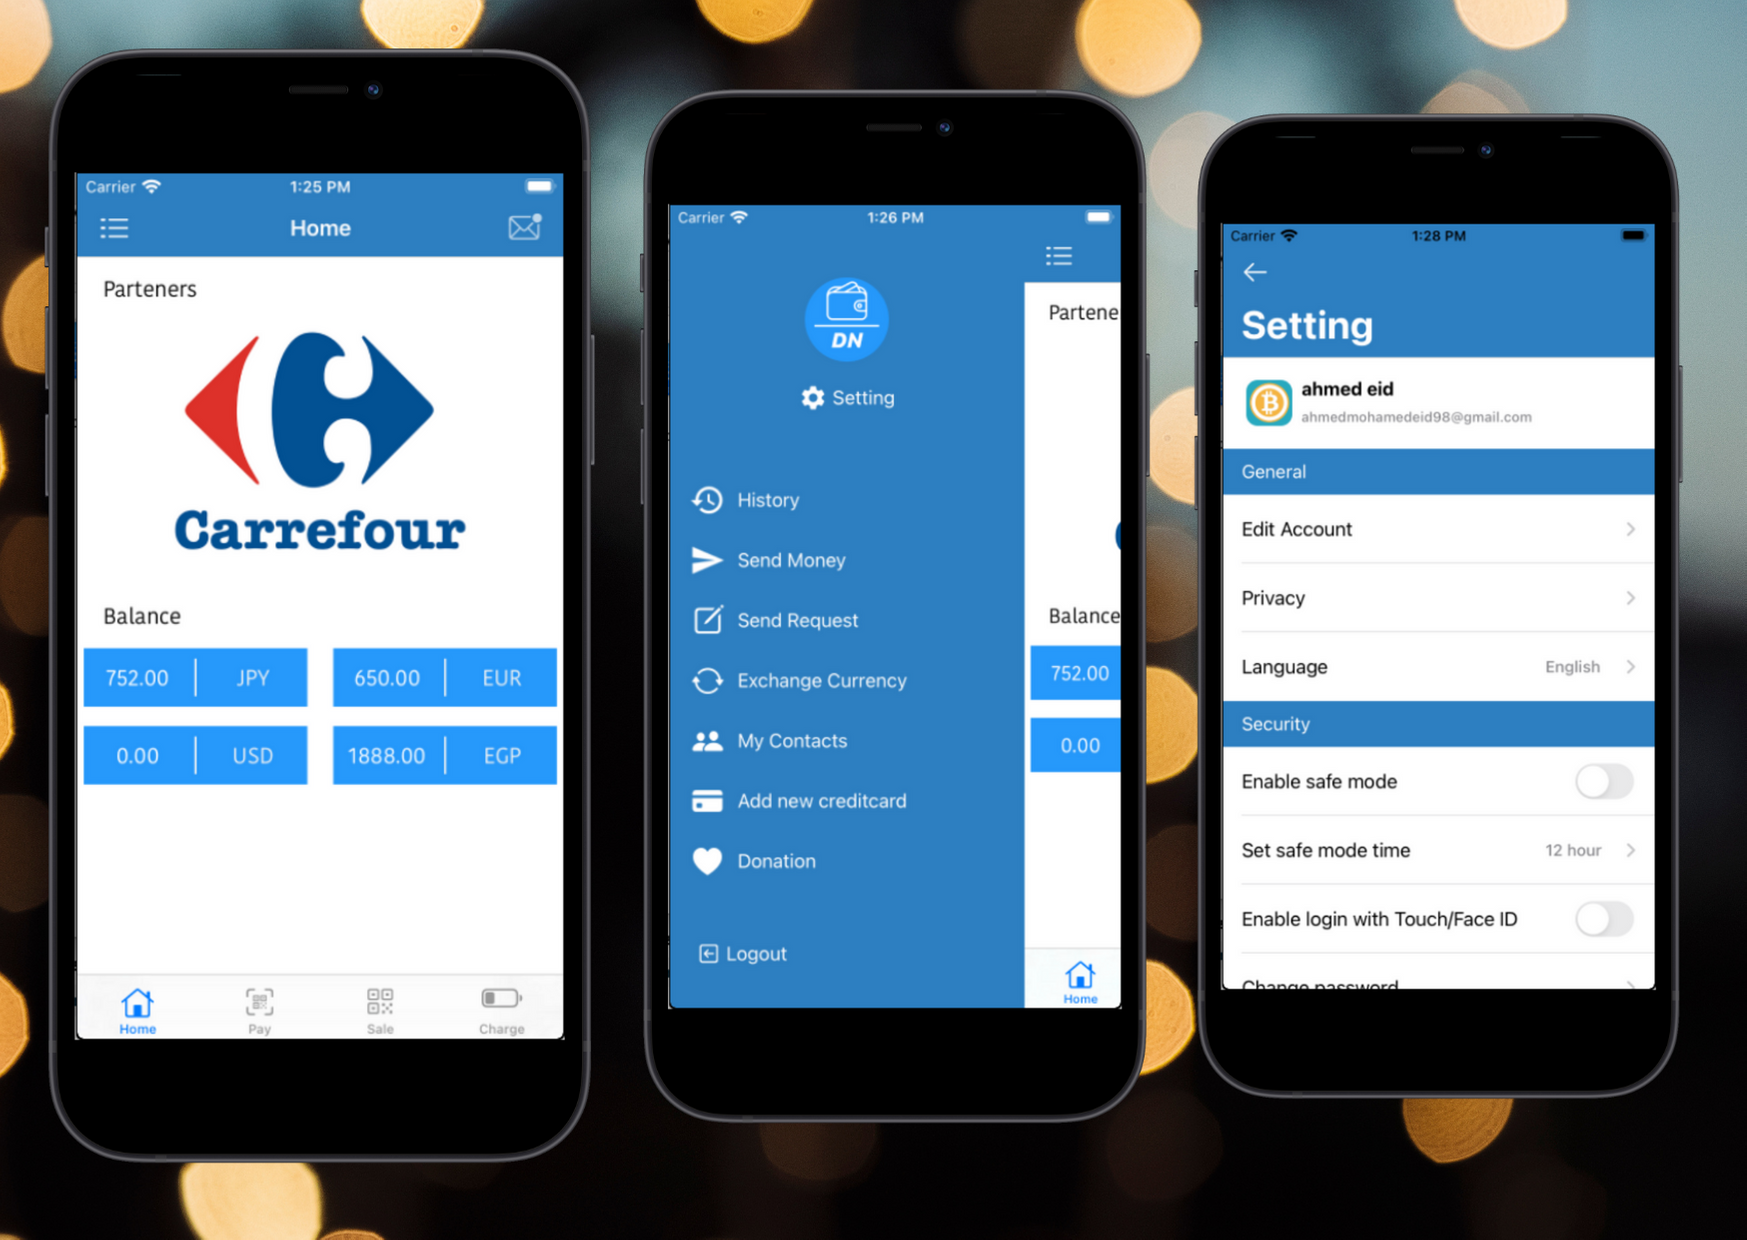 Carrier 1:25 PM
Home
Parteners
Carrefour
Balance
752.00 JPY
650.00 EUR
0.00 USD
1888.00 EGP
Home Pay Sale Charge
Carrier 1:26 PM
DN
Setting
History
Send Money
Send Request
Exchange Currency
My Contacts
Add new creditcard
Donation
Logout
Partene
Balance
752.00
0.00
Home
Carrier 1:28 PM
Setting
ahmed eid
ahmedmohamedeid98@gmail.com
General
Edit Account
Privacy
Language English
Security
Enable safe mode
Set safe mode time 12 hour
Enable login with Touch/Face ID
Change password